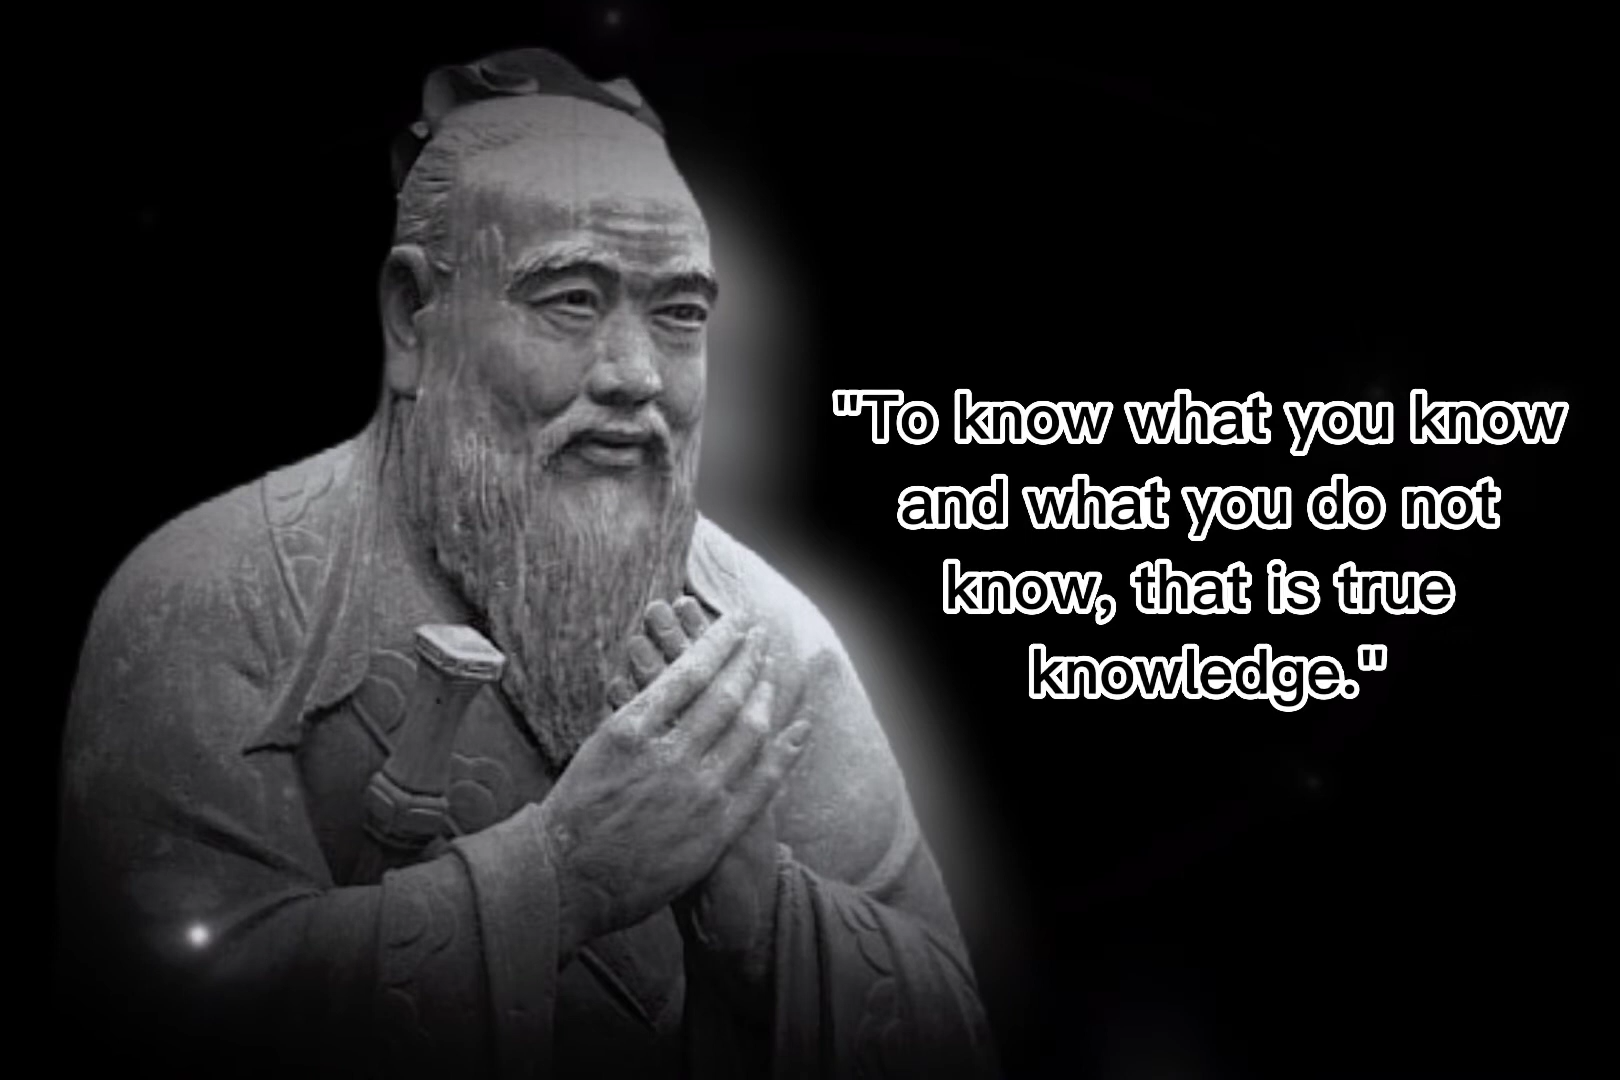 "To know what you know
and what you do not
know, that is true
knowledge."